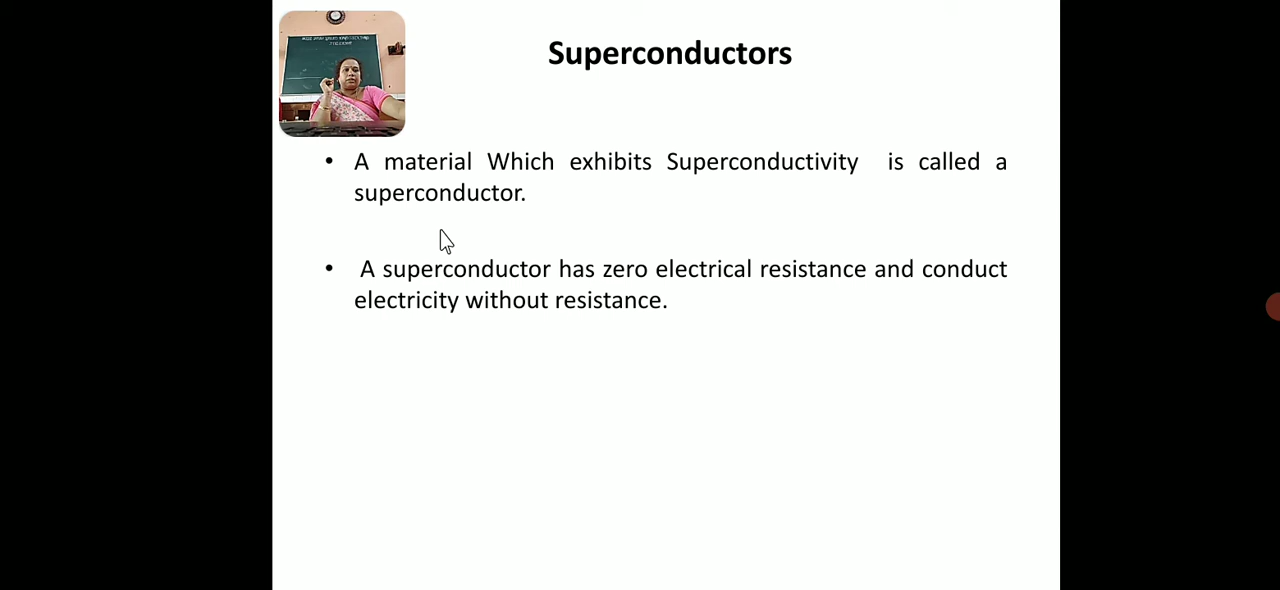 Superconductors
• A material Which exhibits Superconductivity is called a
superconductor.
• A superconductor has zero electrical resistance and conduct
electricity without resistance.